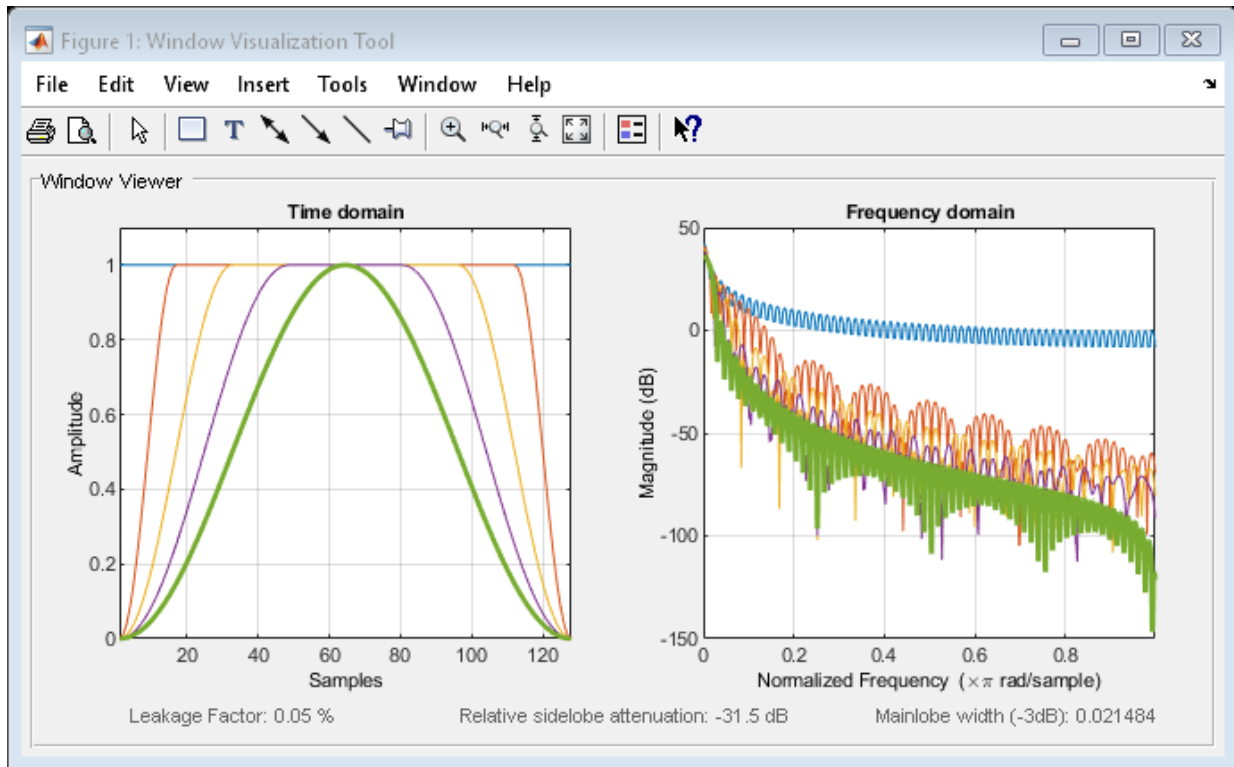 Figure 1: Window Visualization Tool
File Edit View Insert Tools Window Help
T
Q
?
Window Viewer
Time domain
Amplitude
1
0.8
0.6
0.4
0.2
0
20 40 60 80 100 120
Samples
Frequency domain
Magnitude (dB)
50
0
-50
-100
-150
0 0.2 0.4 0.6 0.8
Normalized Frequency (×π rad/sample)
Leakage Factor: 0.05 % Relative sidelobe attenuation: -31.5 dB Mainlobe width (-3dB): 0.021484